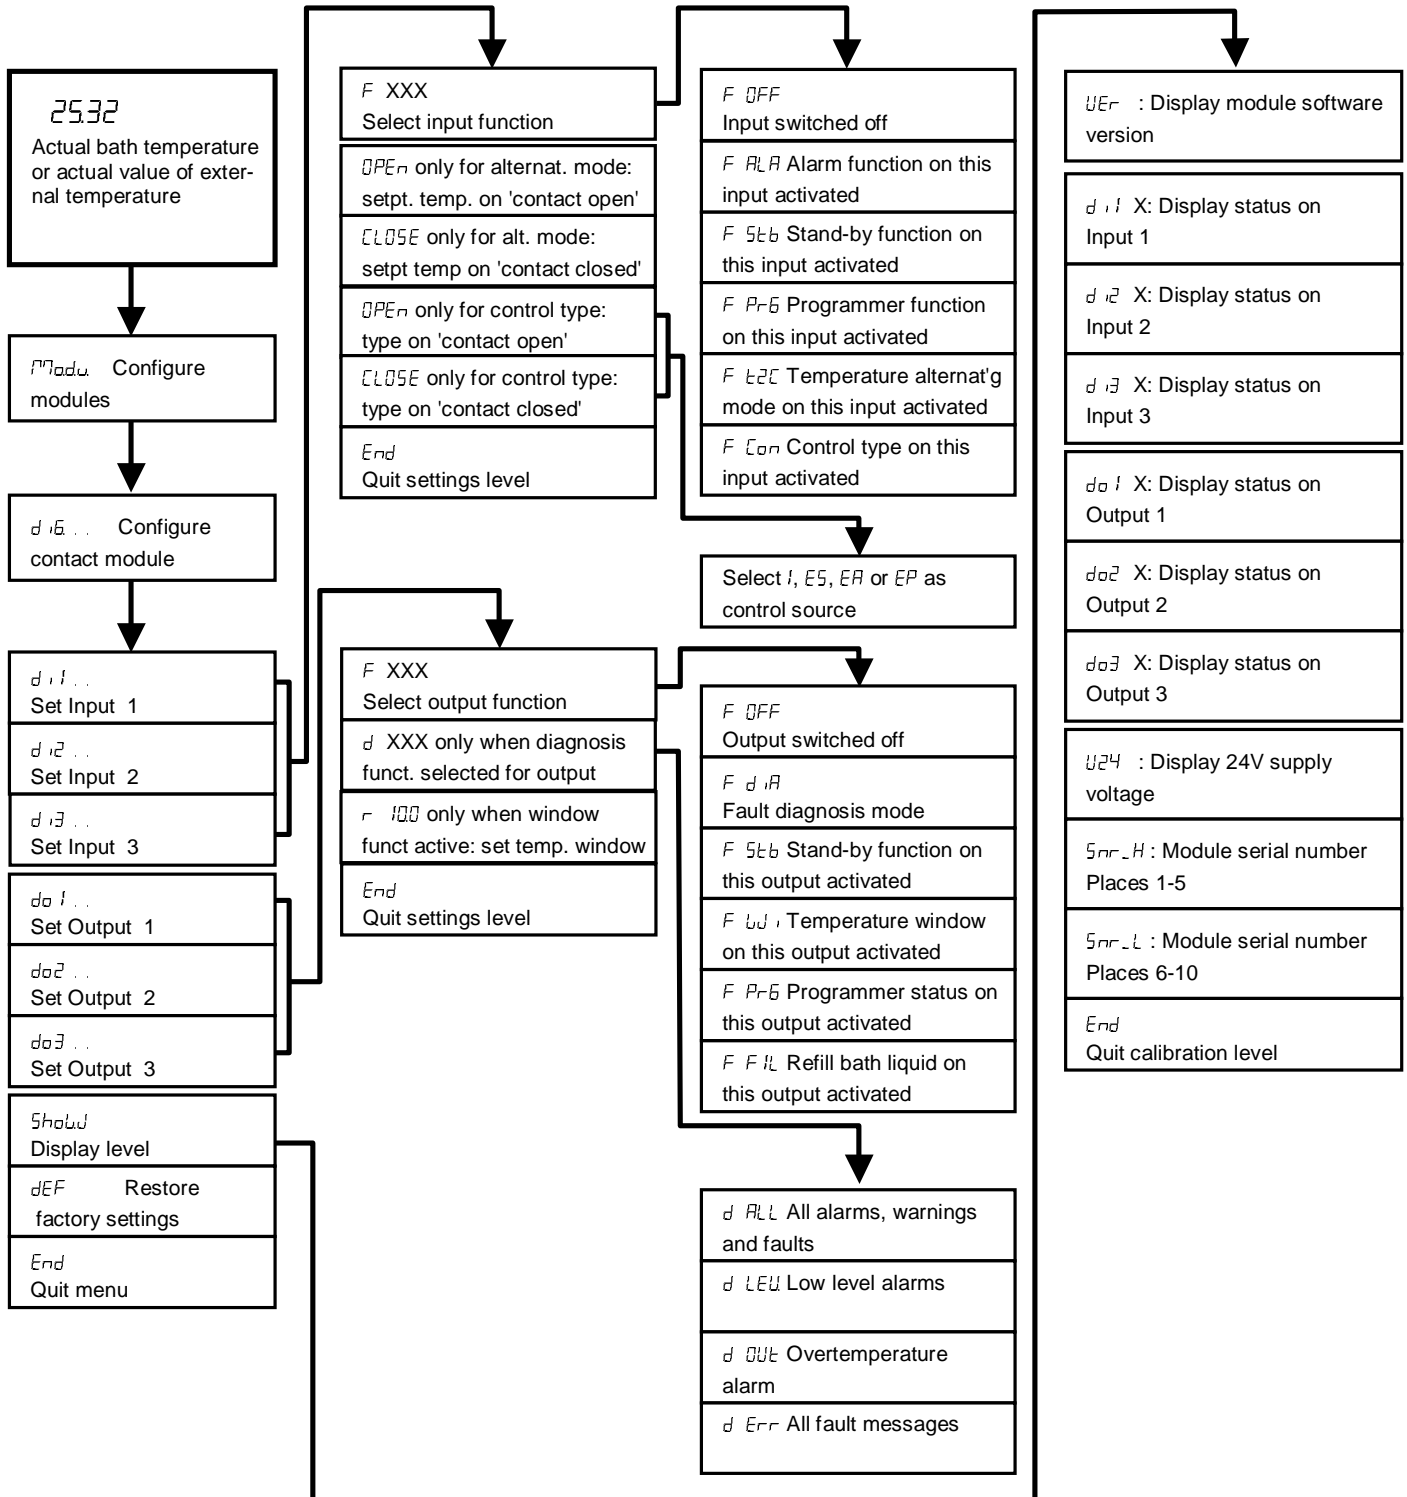 25.32
Actual bath temperature
or actual value of exter-
nal temperature
Modu. Configure
modules
diG... Configure
contact module
di1..
Set Input 1
di2..
Set Input 2
di3..
Set Input 3
do1..
Set Output 1
do2..
Set Output 2
do3..
Set Output 3
Show
Display level
dEF Restore
factory settings
End
Quit menu
F XXX
Select input function
OPEn only for alternat. mode:
setpt. temp. on 'contact open'
CLOSE only for alt. mode:
setpt temp on 'contact closed'
OPEn only for control type:
type on 'contact open'
CLOSE only for control type:
type on 'contact closed'
End
Quit settings level
F XXX
Select output function
d XXX only when diagnosis
funct. selected for output
r 10.0 only when window
funct active: set temp. window
End
Quit settings level
F OFF
Input switched off
F ALA Alarm function on this
input activated
F Stb Stand-by function on
this input activated
F PrG Programmer function
on this input activated
F t2C Temperature alternat'g
mode on this input activated
F Con Control type on this
input activated
Select I, ES, EA or EP as
control source
F OFF
Output switched off
F diA
Fault diagnosis mode
F Stb Stand-by function on
this output activated
F Wi Temperature window
on this output activated
F PrG Programmer status on
this output activated
F FIL Refill bath liquid on
this output activated
d ALL All alarms, warnings
and faults
d LEU. Low level alarms
d OUt Overtemperature
alarm
d Err All fault messages
UEr : Display module software
version
di1 X: Display status on
Input 1
di2 X: Display status on
Input 2
di3 X: Display status on
Input 3
do1 X: Display status on
Output 1
do2 X: Display status on
Output 2
do3 X: Display status on
Output 3
U24 : Display 24V supply
voltage
Snr_H : Module serial number
Places 1-5
Snr_L : Module serial number
Places 6-10
End
Quit calibration level